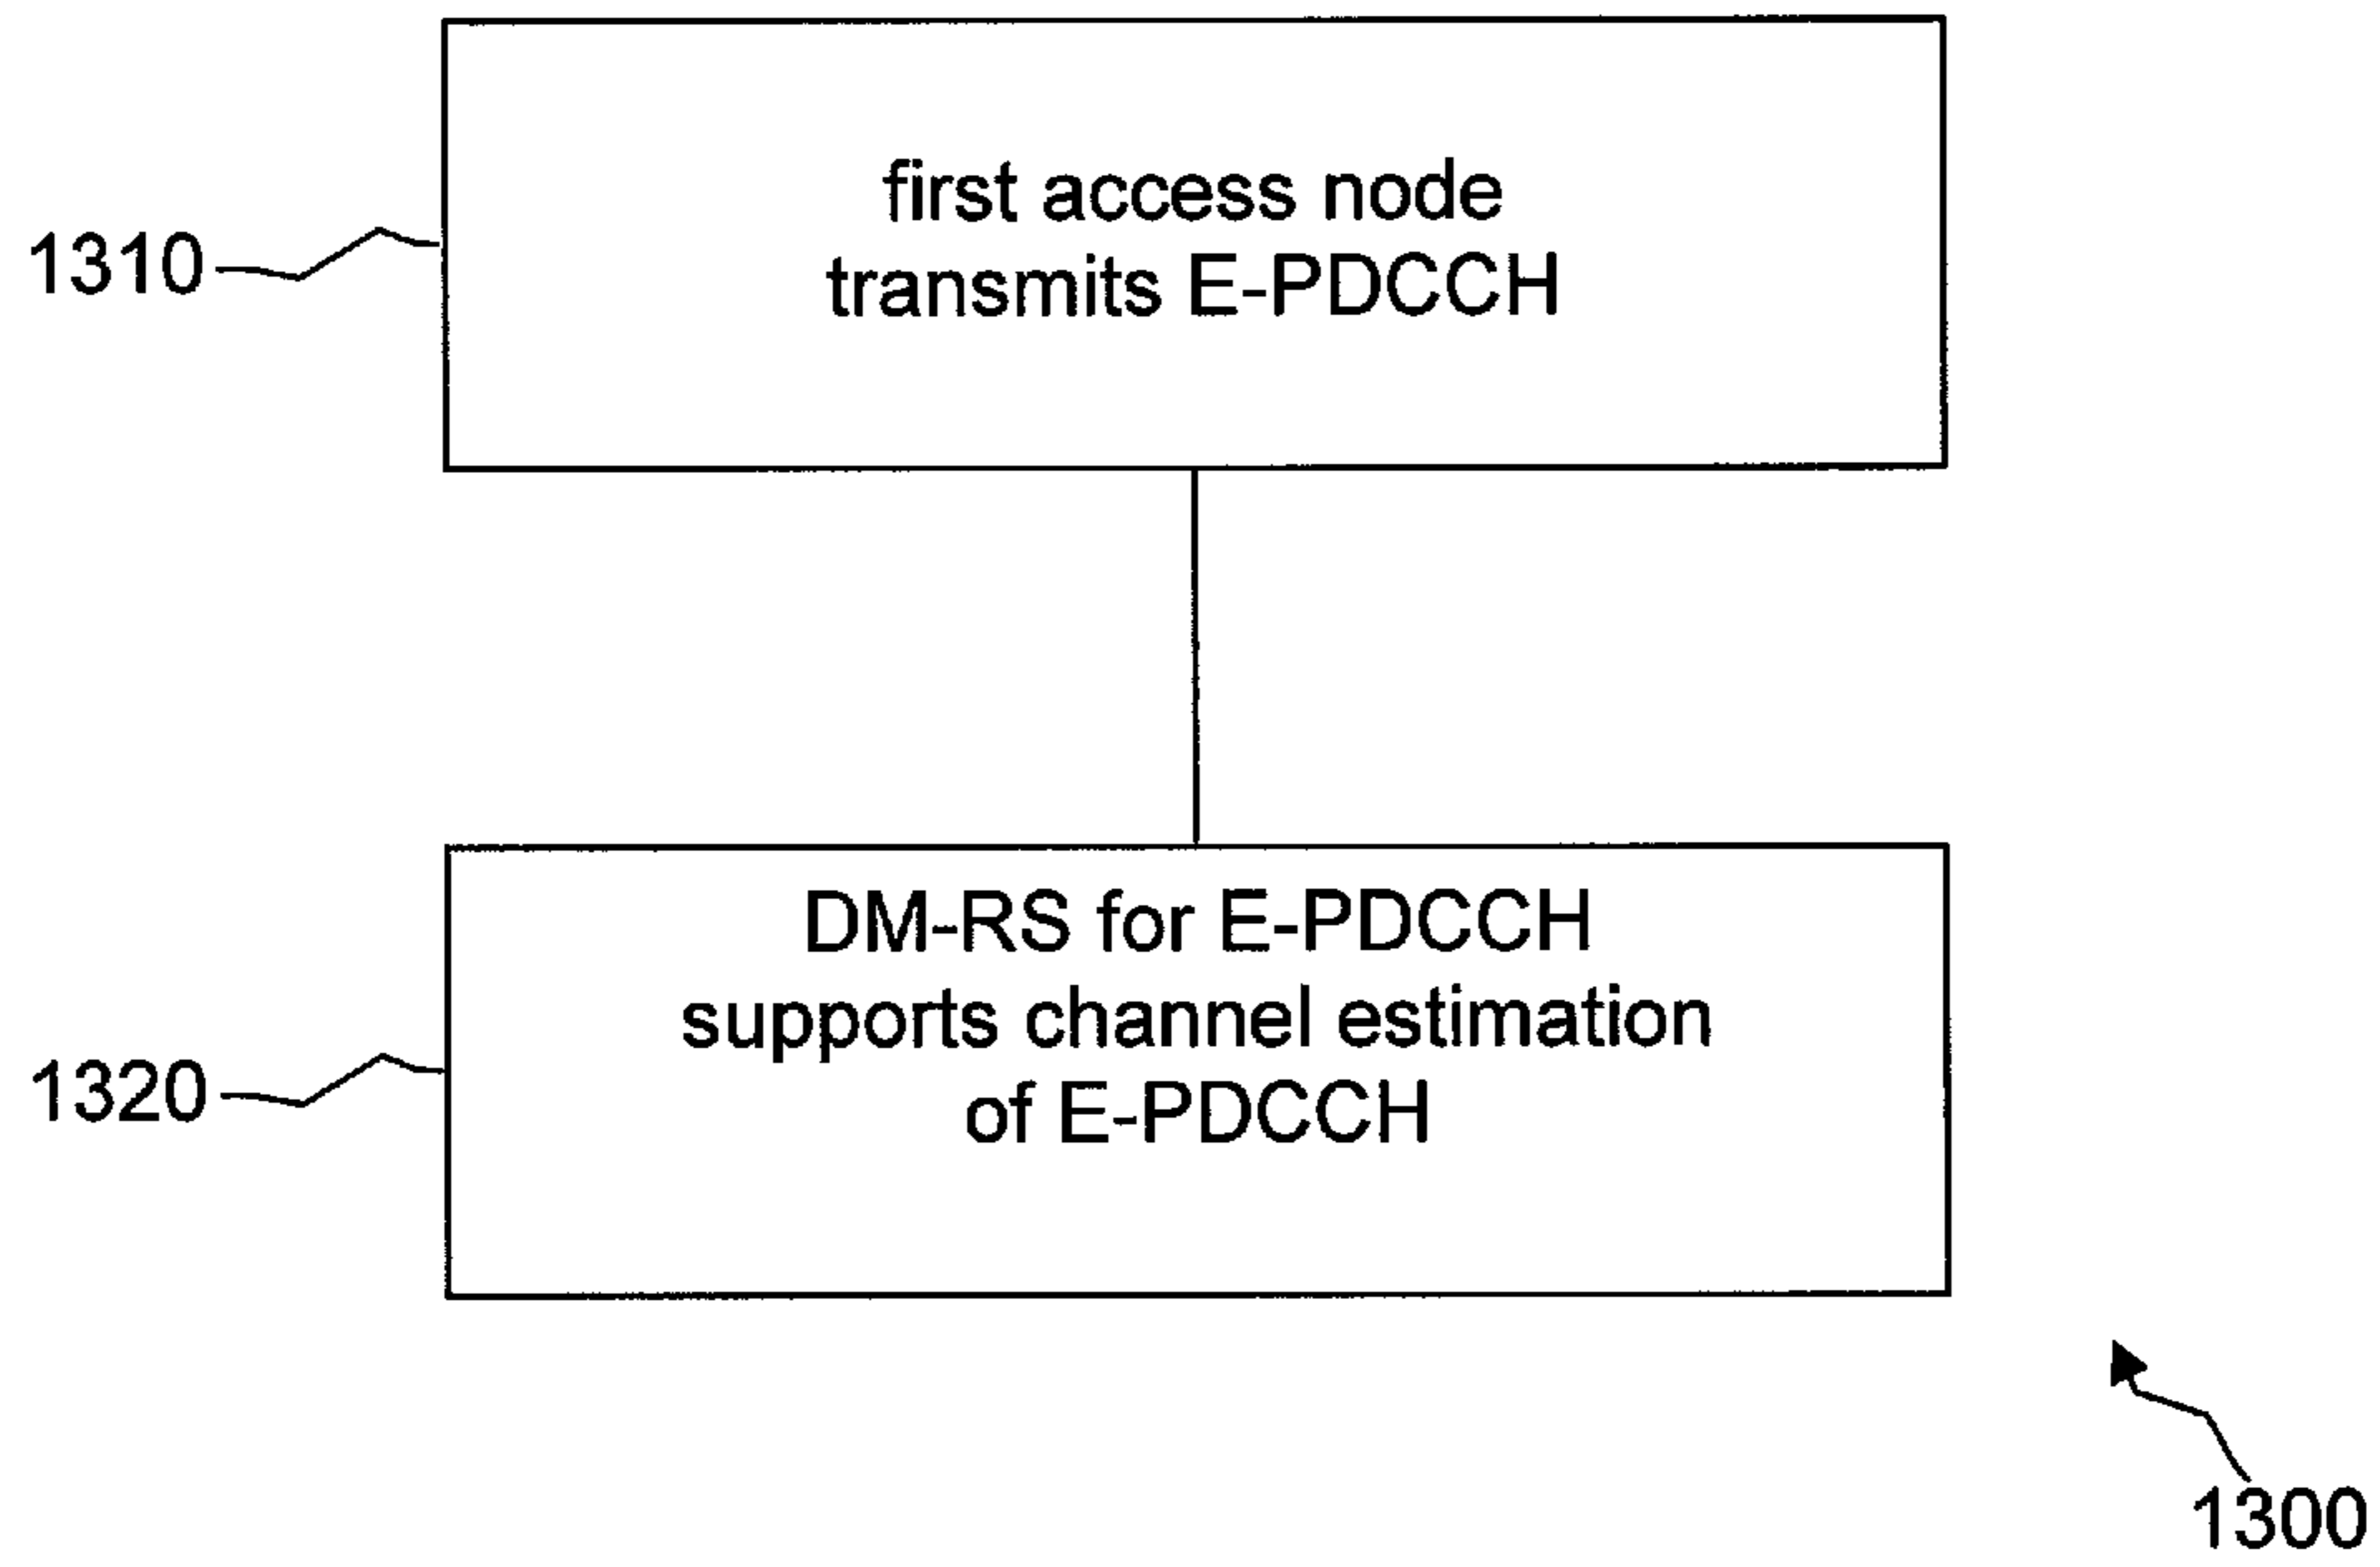 first access node
transmits E-PDCCH
1310
DM-RS for E-PDCCH
supports channel estimation
of E-PDCCH
1320
1300